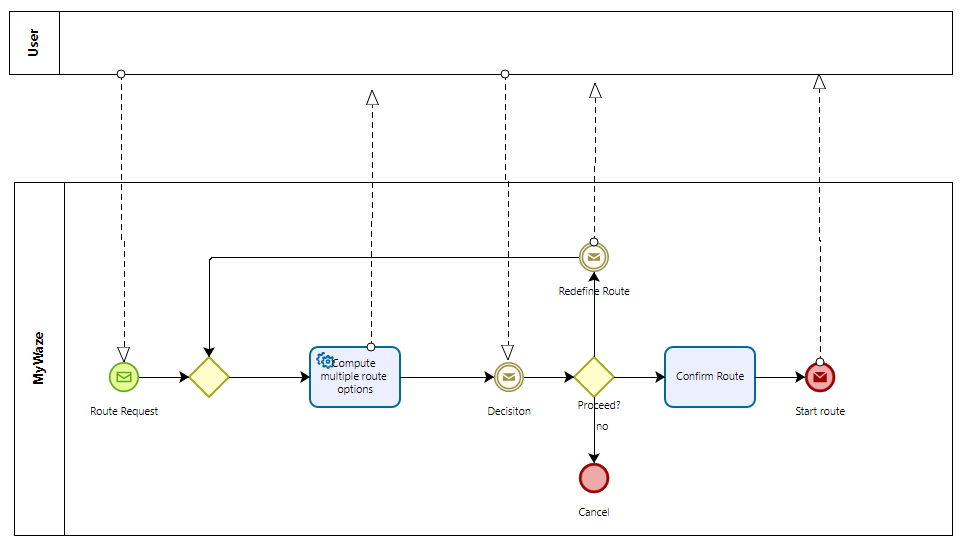 User
MyWaze
Redefine Route
Compute
multiple route
options
Confirm Route
Route Request
Decisiton
Proceed?
Start route
no
Cancel